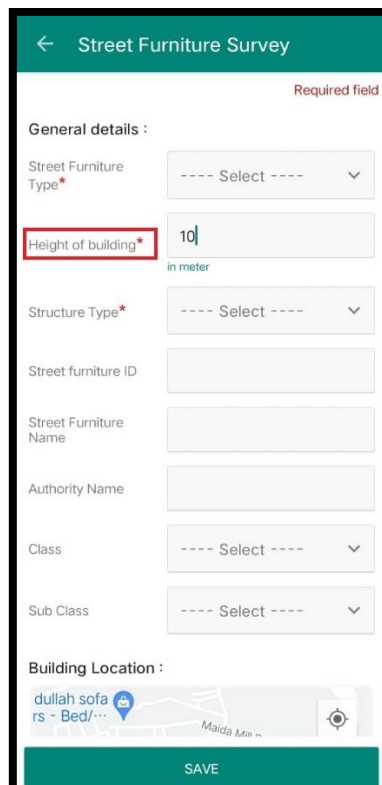 Street Furniture Survey
Required field
General details :
Street Furniture
Type*
---- Select ----
Height of building*
10
in meter
Structure Type*
---- Select ----
Street furniture ID
Street Furniture
Name
Authority Name
Class
---- Select ----
Sub Class
---- Select ----
Building Location :
dullah sofa
rs - Bed/...
Maida Mill
SAVE